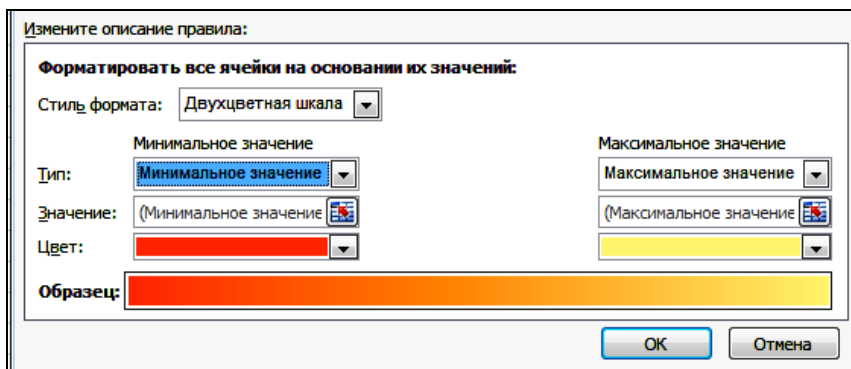 Измените описание правила:
Форматировать все ячейки на основании их значений:
Стиль формата: Двухцветная шкала
Минимальное значение Максимальное значение
Тип: Минимальное значение Максимальное значение
Значение: (Минимальное значение (Максимальное значение
Цвет:
Образец:
ОК Отмена